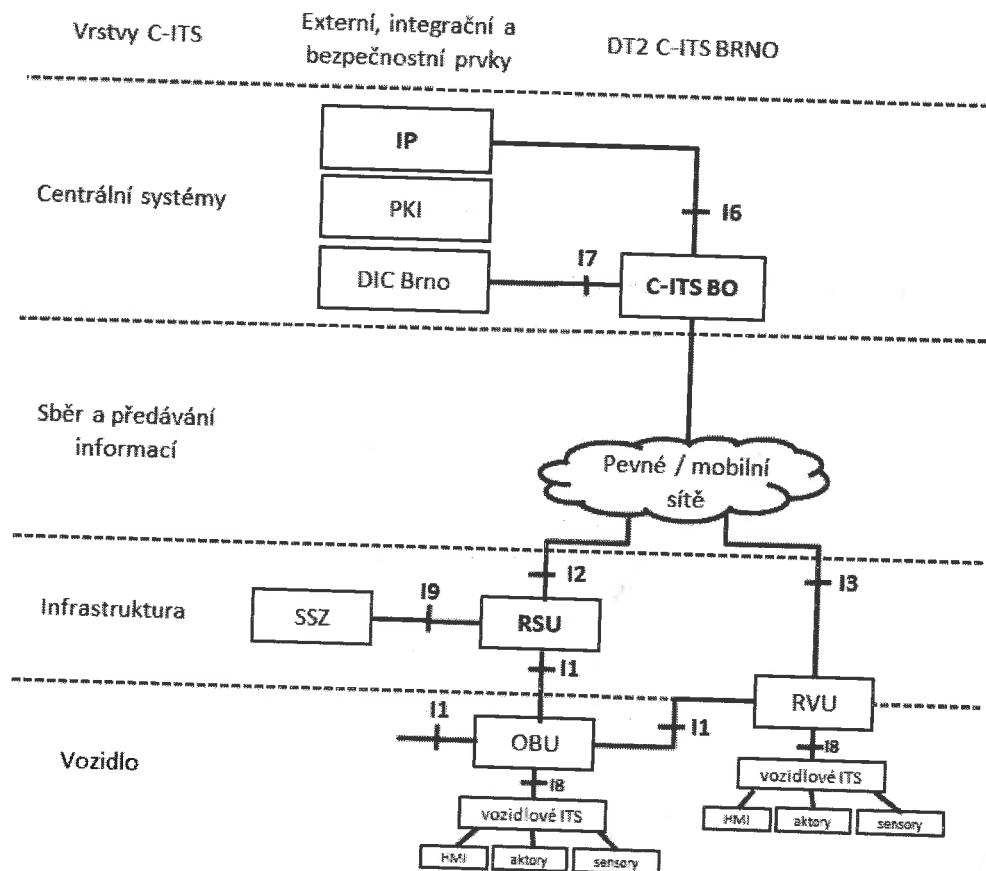 Vrstvy C-ITS
Externí, integrační a
bezpečnostní prvky
DT2 C-ITS BRNO
Centrální systémy
IP
PKI
DIC Brno
I6
I7
C-ITS BO
Sběr a předávání
informací
Pevné / mobilní
sítě
Infrastruktura
I2
I3
I9
SSZ
RSU
I1
RVU
Vozidlo
I1
OBU
I1
I8
vozidlové ITS
HMI
aktory
sensory
I8
vozidlové ITS
HMI
aktory
sensory